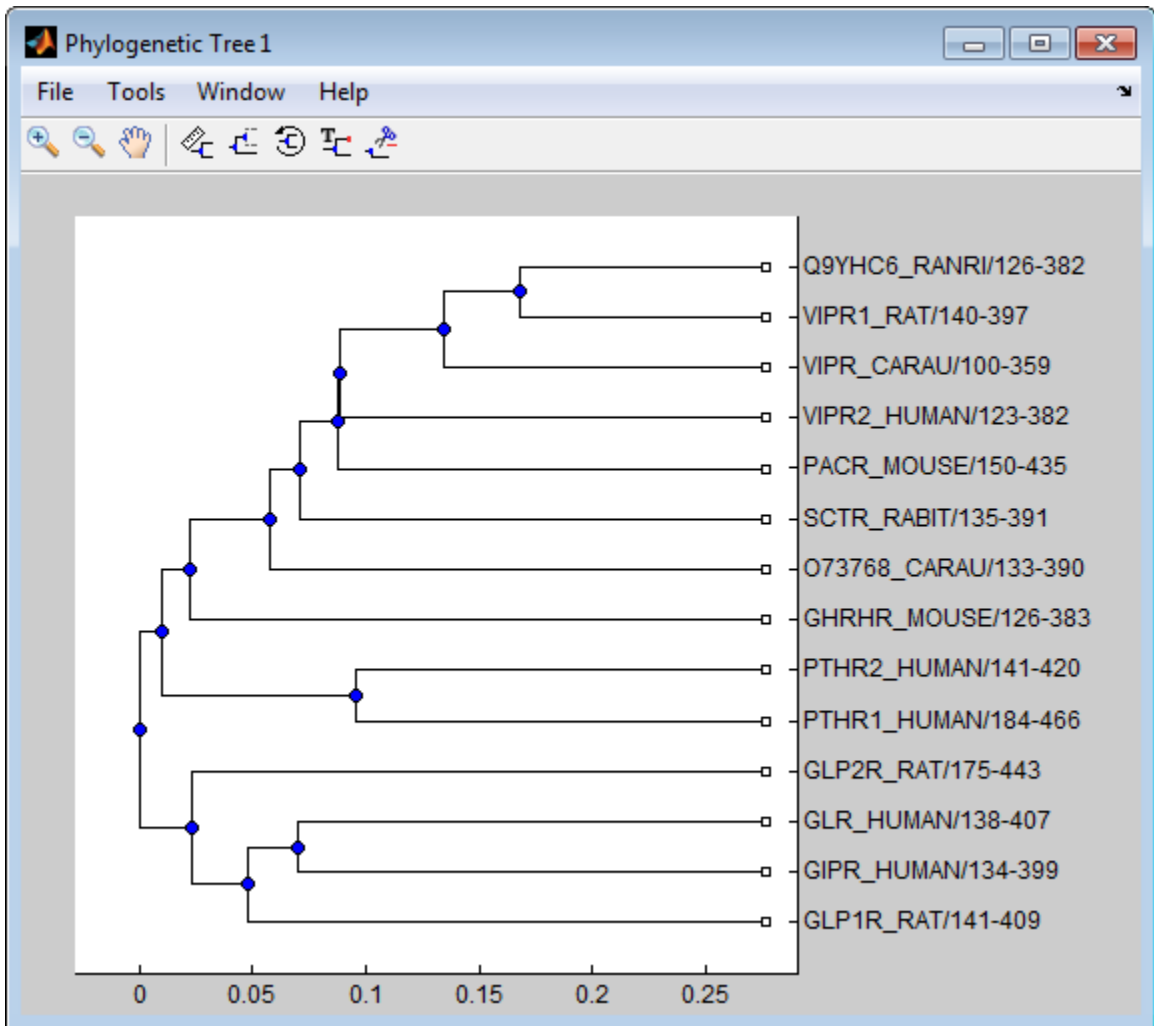 Phylogenetic Tree 1
File Tools Window Help
Q9YHC6_RANRI/126-382
VIPR1_RAT/140-397
VIPR_CARAU/100-359
VIPR2_HUMAN/123-382
PACR_MOUSE/150-435
SCTR_RABIT/135-391
O73768_CARAU/133-390
GHRHR_MOUSE/126-383
PTHR2_HUMAN/141-420
PTHR1_HUMAN/184-466
GLP2R_RAT/175-443
GLR_HUMAN/138-407
GIPR_HUMAN/134-399
GLP1R_RAT/141-409
0 0.05 0.1 0.15 0.2 0.25